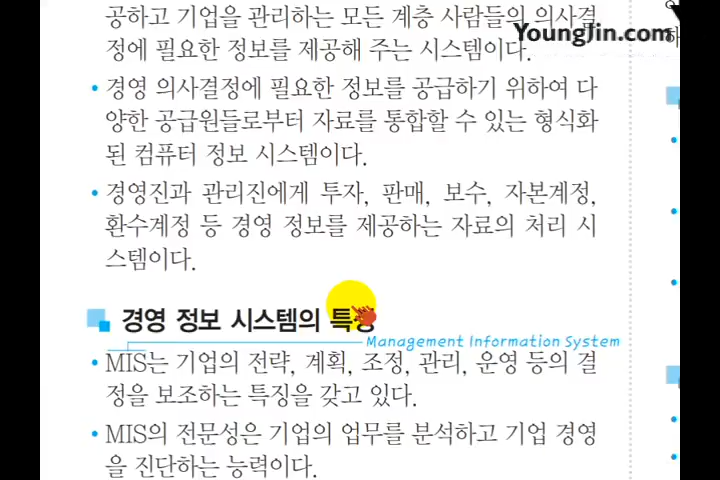 공하고 기업을 관리하는 모든 계층 사람들의 의사결
정에 필요한 정보를 제공해 주는 시스템이다.
YoungJin.com
• 경영 의사결정에 필요한 정보를 공급하기 위하여 다
양한 공급원들로부터 자료를 통합할 수 있는 형식화
된 컴퓨터 정보 시스템이다.
• 경영진과 관리진에게 투자, 판매, 보수, 자본계정,
환수계정 등 경영 정보를 제공하는 자료의 처리 시
스템이다.
경영 정보 시스템의 특징
Management Information System
• MIS는 기업의 전략, 계획, 조정, 관리, 운영 등의 결
정을 보조하는 특징을 갖고 있다.
• MIS의 전문성은 기업의 업무를 분석하고 기업 경영
을 진단하는 능력이다.